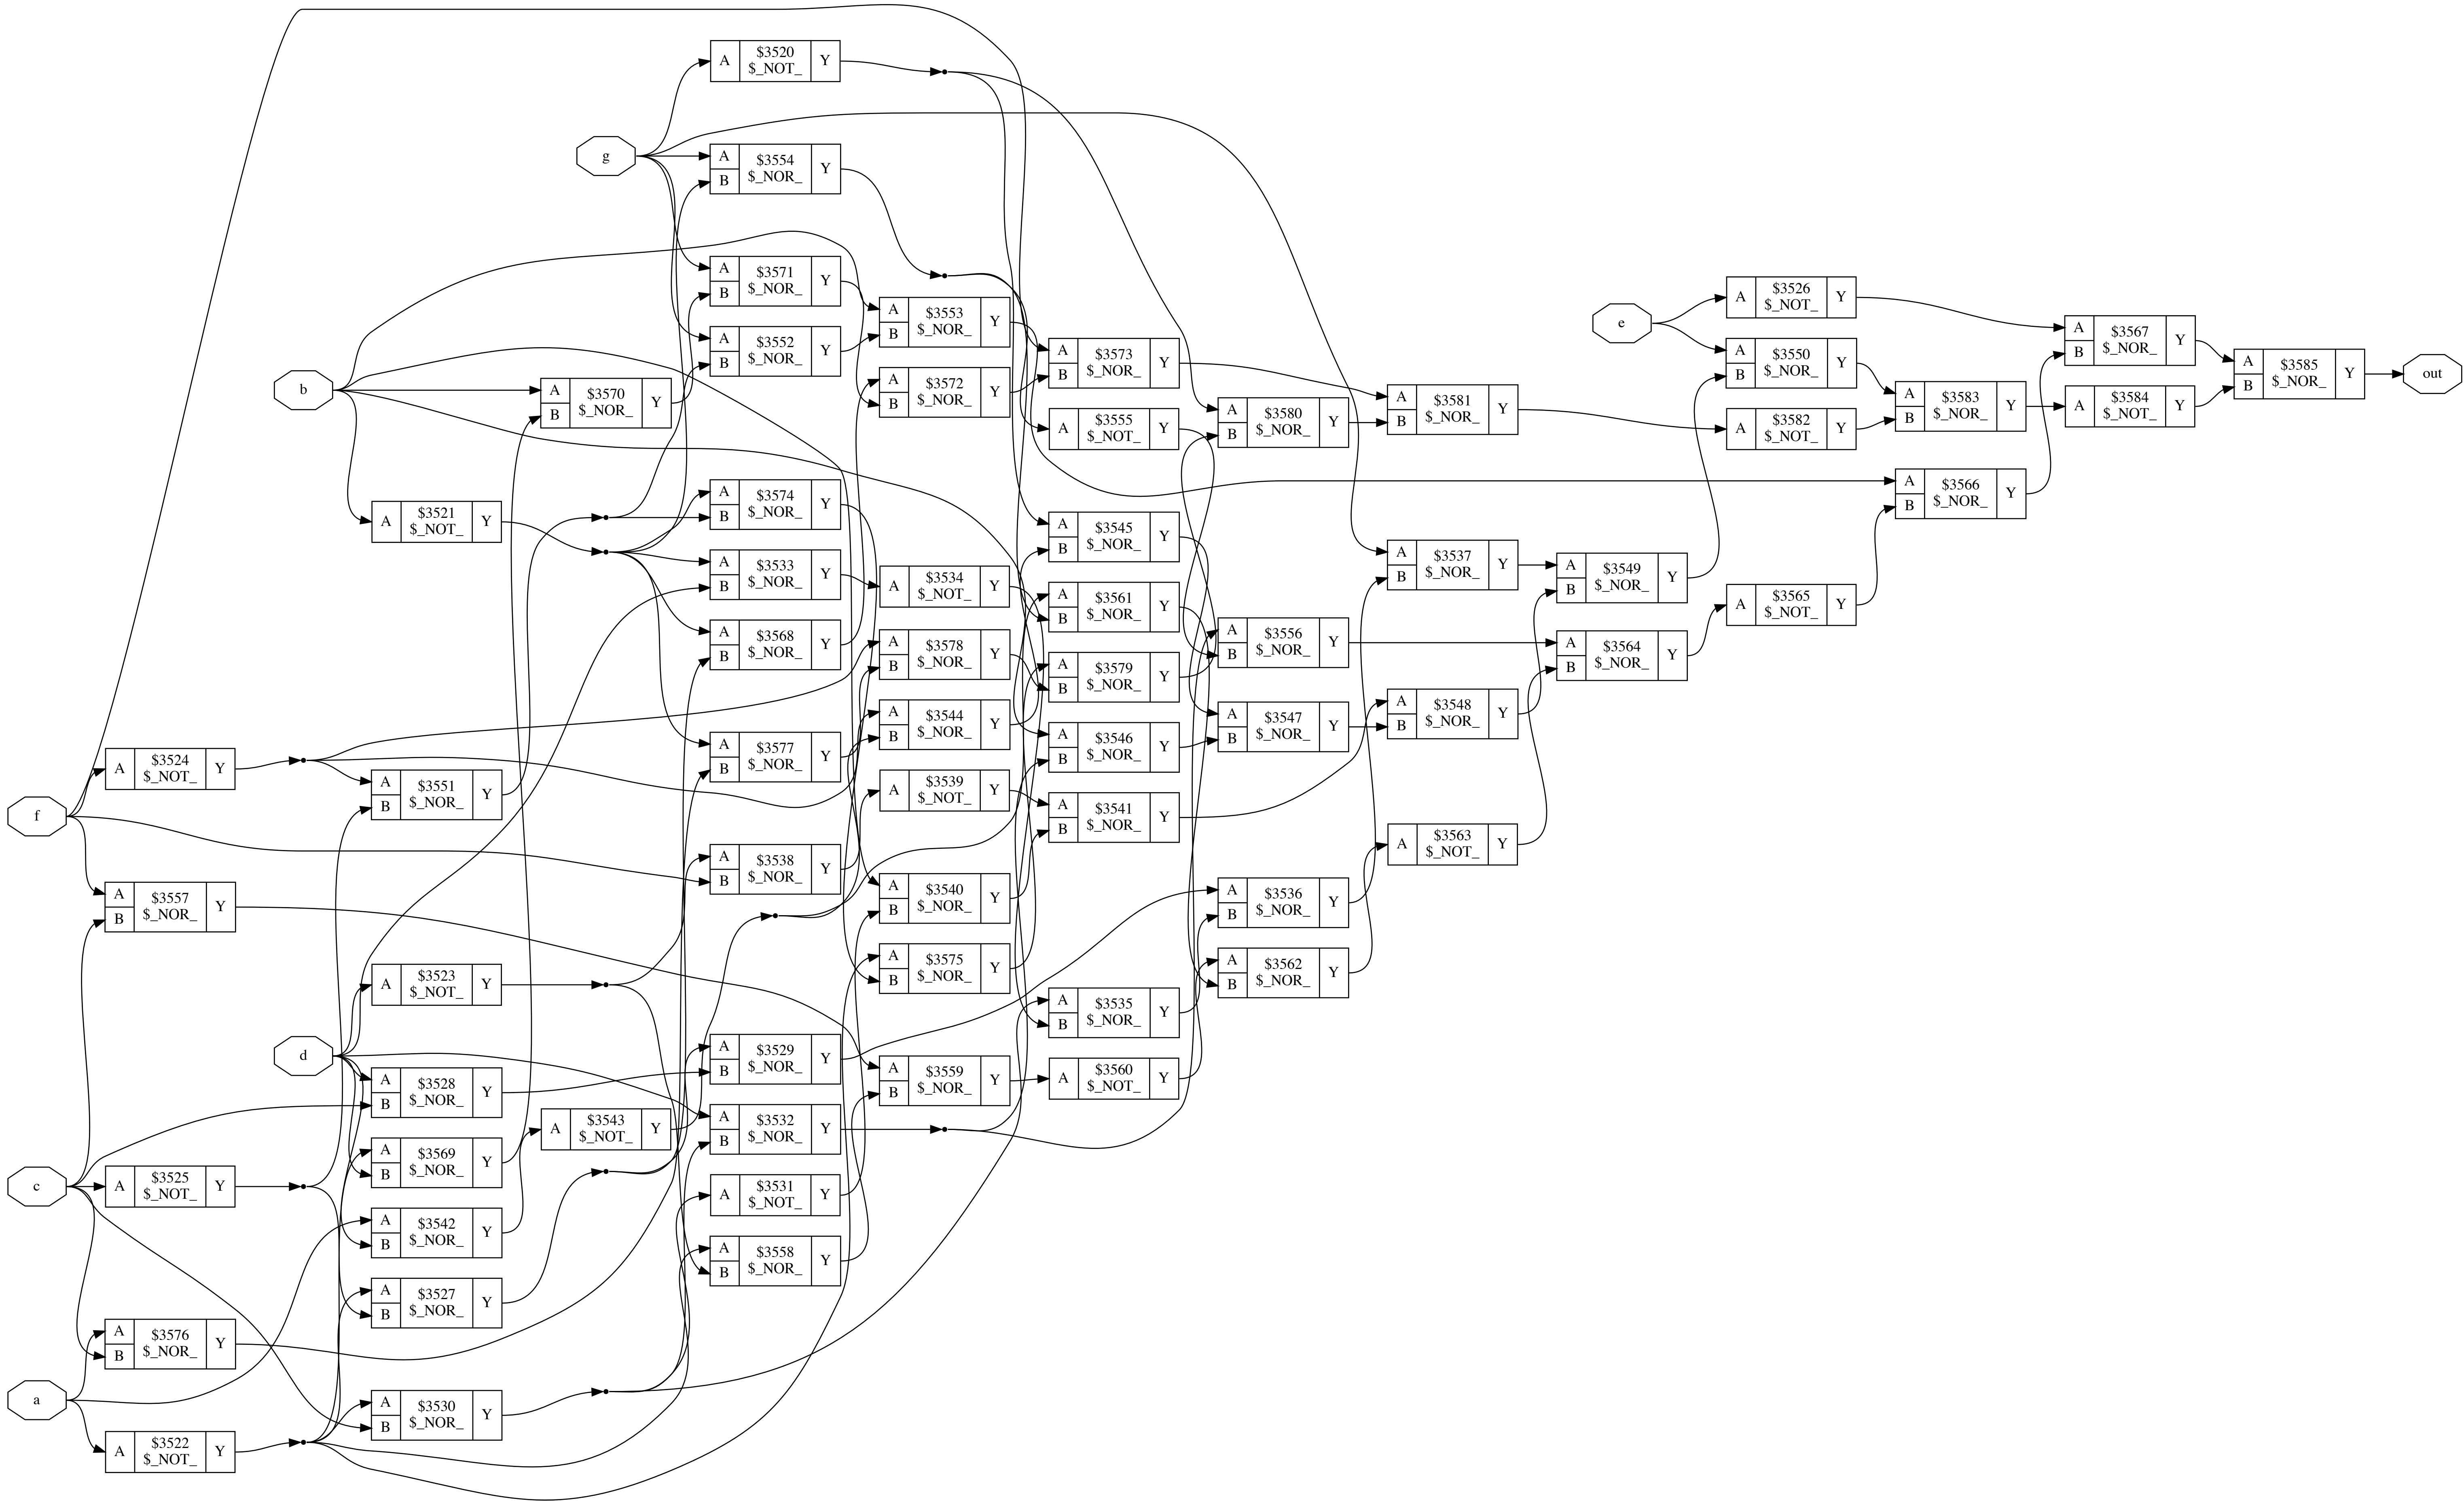 A
$3520
$_NOT_
Y
g
A
B
$3554
$_NOR_
Y
A
B
$3571
$_NOR_
Y
A
B
$3552
$_NOR_
Y
A
B
$3553
$_NOR_
Y
A
B
$3572
$_NOR_
Y
b
A
B
$3570
$_NOR_
Y
A
B
$3573
$_NOR_
Y
A
$3555
$_NOT_
Y
A
B
$3580
$_NOR_
Y
A
B
$3581
$_NOR_
Y
e
A
$3526
$_NOT_
Y
A
B
$3550
$_NOR_
Y
A
$3582
$_NOT_
Y
A
B
$3583
$_NOR_
Y
A
B
$3567
$_NOR_
Y
A
$3584
$_NOT_
Y
A
B
$3585
$_NOR_
Y
out
A
B
$3566
$_NOR_
Y
A
$3521
$_NOT_
Y
A
B
$3574
$_NOR_
Y
A
B
$3533
$_NOR_
Y
A
B
$3568
$_NOR_
Y
A
B
$3577
$_NOR_
Y
A
$3534
$_NOT_
Y
A
B
$3578
$_NOR_
Y
A
B
$3544
$_NOR_
Y
A
$3539
$_NOT_
Y
A
B
$3545
$_NOR_
Y
A
B
$3561
$_NOR_
Y
A
B
$3579
$_NOR_
Y
A
B
$3546
$_NOR_
Y
A
B
$3541
$_NOR_
Y
A
B
$3556
$_NOR_
Y
A
B
$3547
$_NOR_
Y
A
B
$3537
$_NOR_
Y
A
B
$3548
$_NOR_
Y
A
$3563
$_NOT_
Y
A
B
$3549
$_NOR_
Y
A
B
$3564
$_NOR_
Y
A
$3565
$_NOT_
Y
f
A
$3524
$_NOT_
Y
A
B
$3551
$_NOR_
Y
A
B
$3557
$_NOR_
Y
A
B
$3538
$_NOR_
Y
A
B
$3540
$_NOR_
Y
A
B
$3575
$_NOR_
Y
A
B
$3536
$_NOR_
Y
A
B
$3562
$_NOR_
Y
A
$3523
$_NOT_
Y
d
A
B
$3528
$_NOR_
Y
A
B
$3529
$_NOR_
Y
A
B
$3535
$_NOR_
Y
A
B
$3559
$_NOR_
Y
A
$3560
$_NOT_
Y
A
$3543
$_NOT_
Y
A
B
$3532
$_NOR_
Y
c
A
$3525
$_NOT_
Y
A
B
$3569
$_NOR_
Y
A
$3531
$_NOT_
Y
A
B
$3542
$_NOR_
Y
A
B
$3558
$_NOR_
Y
A
B
$3527
$_NOR_
Y
A
B
$3576
$_NOR_
Y
a
A
B
$3530
$_NOR_
Y
A
$3522
$_NOT_
Y